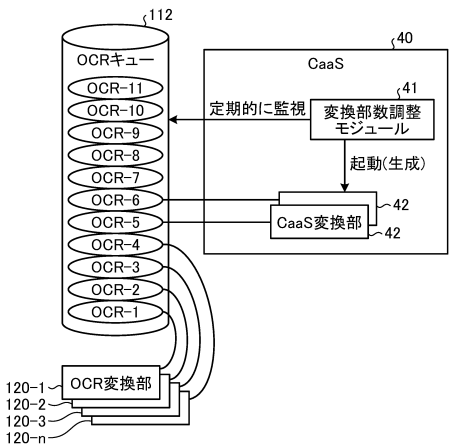 112
OCRキュー
OCR-11
OCR-10
OCR-9
OCR-8
OCR-7
OCR-6
OCR-5
OCR-4
OCR-3
OCR-2
OCR-1
40
CaaS
定期的に監視
41
変換部数調整
モジュール
起動(生成)
42
CaaS変換部
42
OCR変換部
120-1
120-2
120-3
120-n